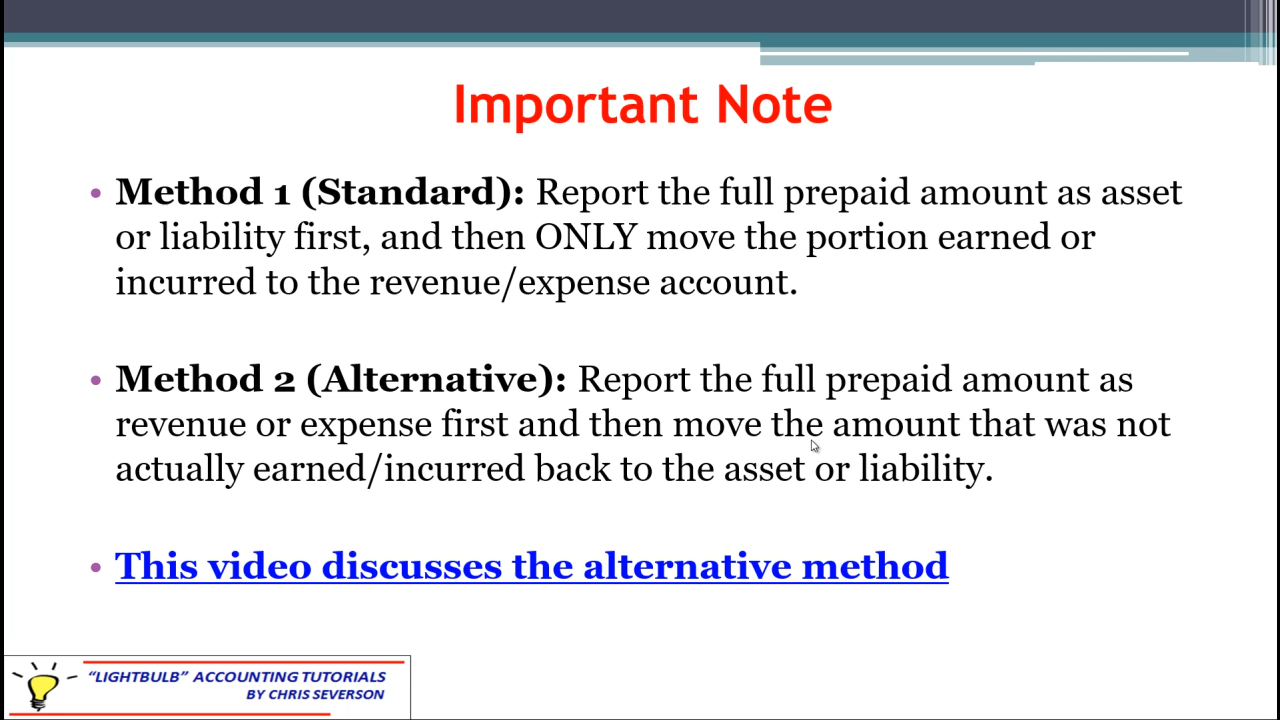 Important Note
• Method 1 (Standard): Report the full prepaid amount as asset
or liability first, and then ONLY move the portion earned or
incurred to the revenue/expense account.
• Method 2 (Alternative): Report the full prepaid amount as
revenue or expense first and then move the amount that was not
actually earned/incurred back to the asset or liability.
• This video discusses the alternative method
“LIGHTBULB” ACCOUNTING TUTORIALS
BY CHRIS SEVERSON